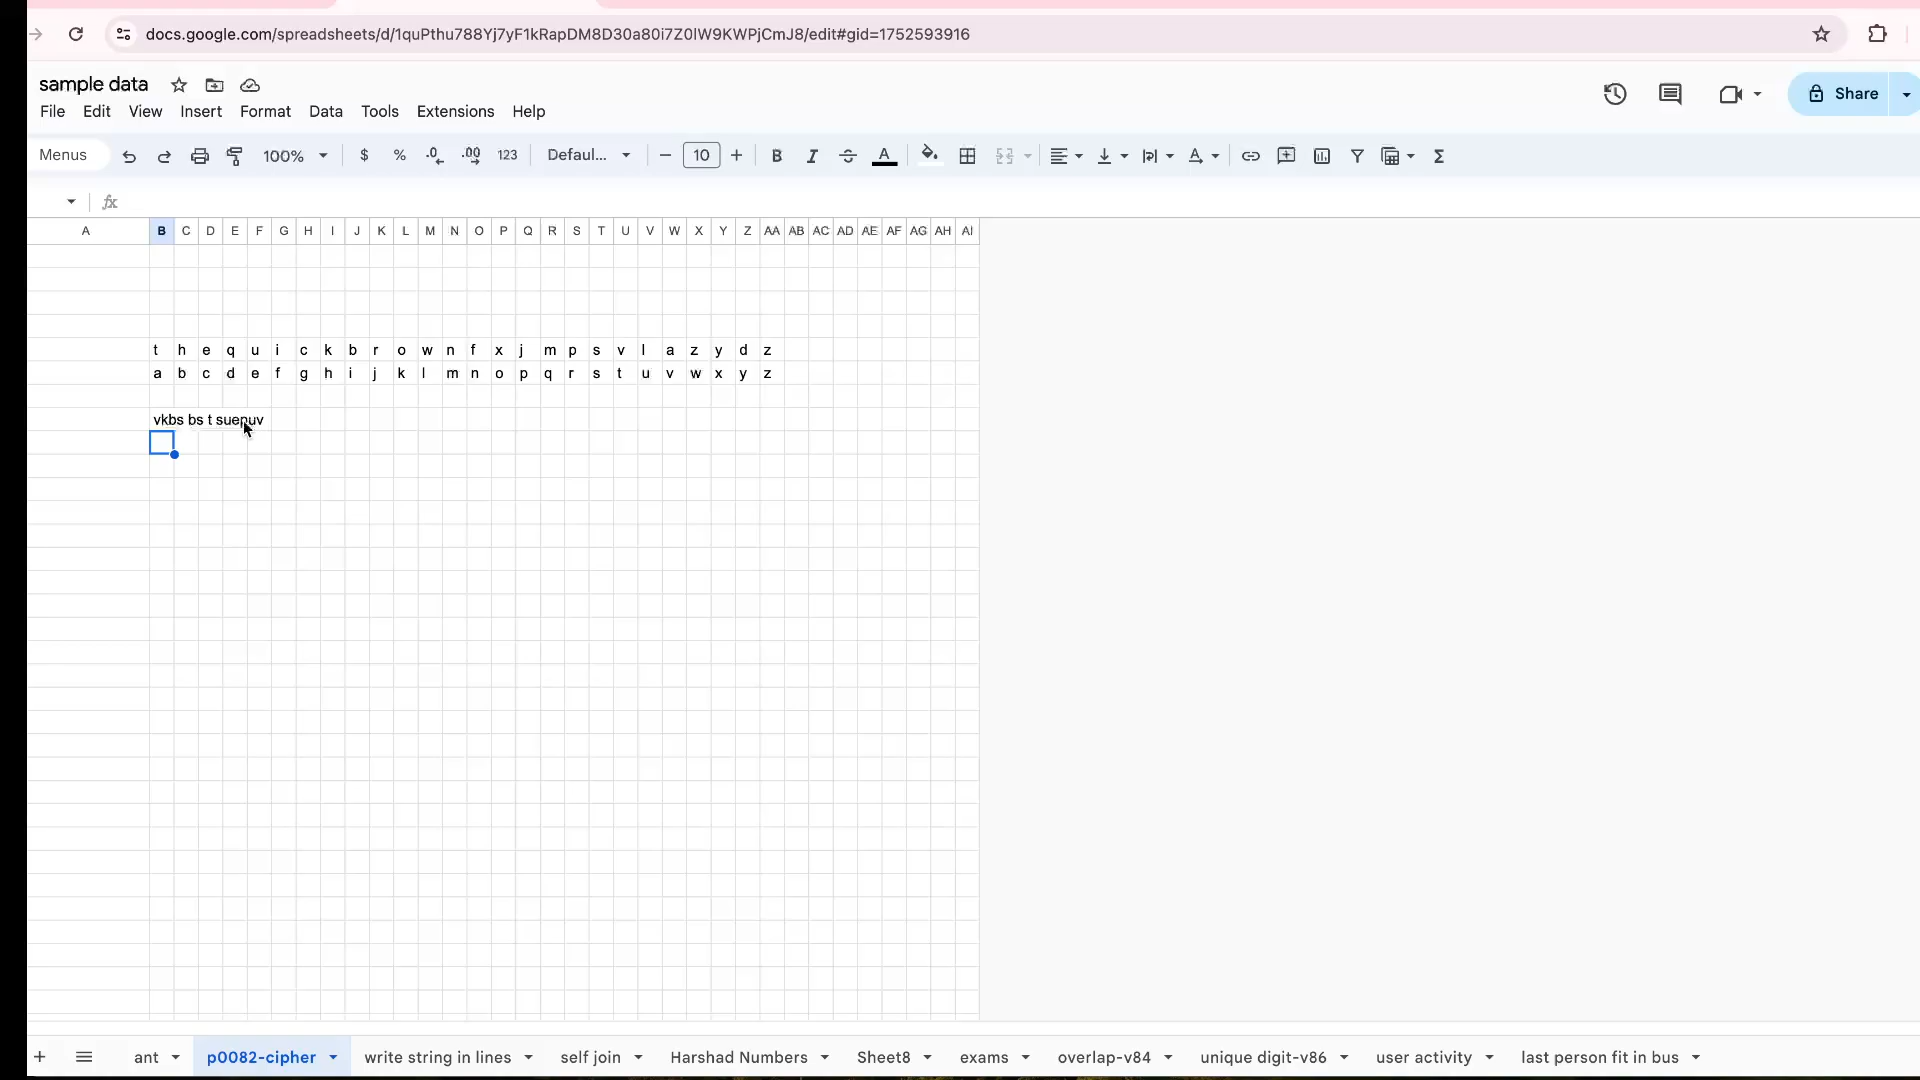 docs.google.com/spreadsheets/d/1quPthu788Yj7yF1kRapDM8D30a80i7Z0lW9KWPjCmJ8/edit#gid=1752593916
sample data
File Edit View Insert Format Data Tools Extensions Help
Share
Menus 100% $ % .0 .00 123 Defaul... 10 B I A
fx
A B C D E F G H I J K L M N O P Q R S T U V W X Y Z AA AB AC AD AE AF AG AH AI
t h e q u i c k b r o w n f x j m p s v l a z y d z
a b c d e f g h i j k l m n o p q r s t u v w x y z
vkbs bs t suepuv
ant p0082-cipher write string in lines self join Harshad Numbers Sheet8 exams overlap-v84 unique digit-v86 user activity last person fit in bus